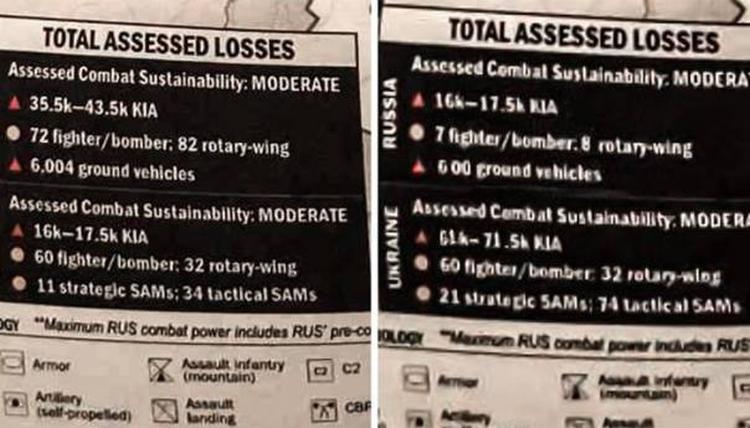 TOTAL ASSESSED LOSSES
Assessed Combat Sustainability: MODERATE
35.5k–43.5k KIA
72 fighter/bomber; 82 rotary-wing
6,004 ground vehicles
Assessed Combat Sustainability: MODERATE
16k–17.5k KIA
60 fighter/bomber; 32 rotary-wing
11 strategic SAMs; 34 tactical SAMs
OGY **Maximum RUS combat power includes RUS' pre-co
Armor
Assault infantry
(mountain)
C2
Artillery
(self-propelled)
Assault
landing
CBR
TOTAL ASSESSED LOSSES
RUSSIA
Assessed Combat Sustainability: MODERA
16k–17.5k KIA
7 fighter/bomber. 8 rotary-wing
6 00 ground vehicles
UKRAINE
Assessed Combat Sustainability: MODERA
61k–71.5k KIA
60 fighter/bomber; 32 rotary-wing
21 strategic SAMs; 74 tactical SAMs
OLOGY **Maximum RUS combat power includes RUS'
Armor
Assault infantry
(mountain)
Artillery
Assault